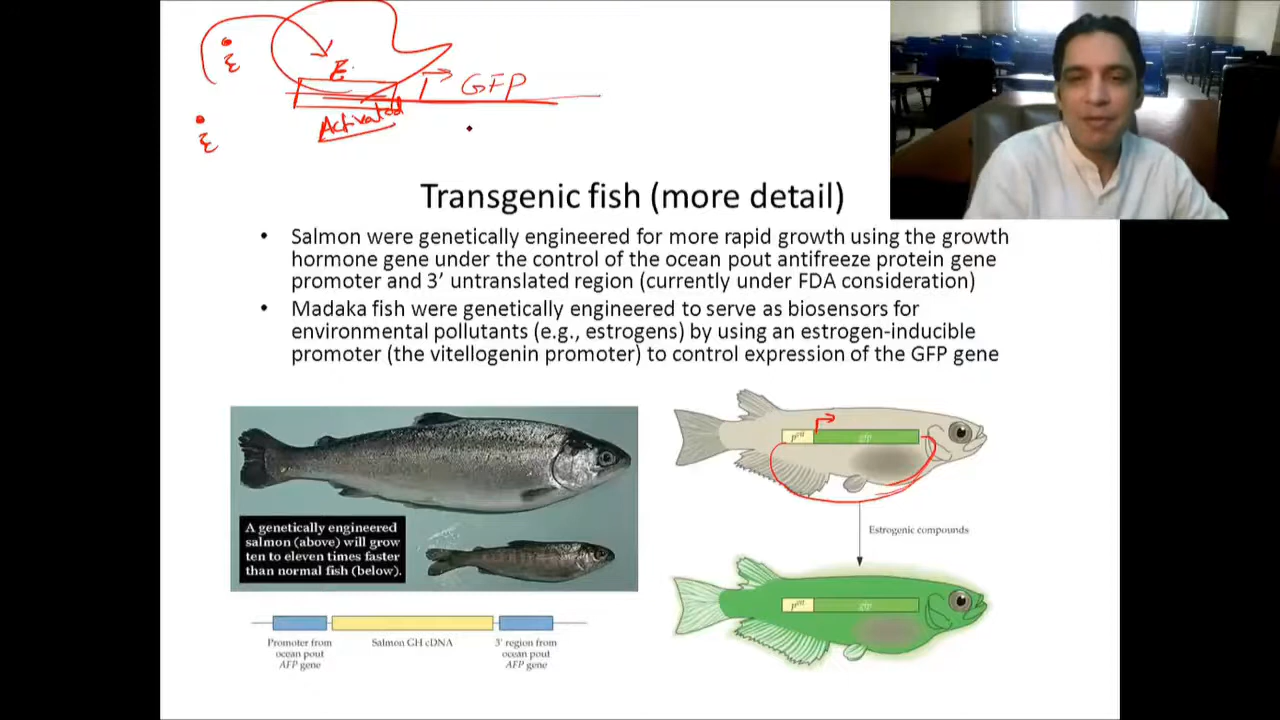 E.
GFP
Activated
Transgenic fish (more detail)
• Salmon were genetically engineered for more rapid growth using the growth
hormone gene under the control of the ocean pout antifreeze protein gene
promoter and 3’ untranslated region (currently under FDA consideration)
• Madaka fish were genetically engineered to serve as biosensors for
environmental pollutants (e.g., estrogens) by using an estrogen-inducible
promoter (the vitellogenin promoter) to control expression of the GFP gene
A genetically engineered
salmon (above) will grow
ten to eleven times faster
than normal fish (below).
Promoter from
ocean pout
AFP gene
Salmon GH cDNA
3' region from
ocean pout
AFP gene
gfp
Estrogenic compounds
gfp